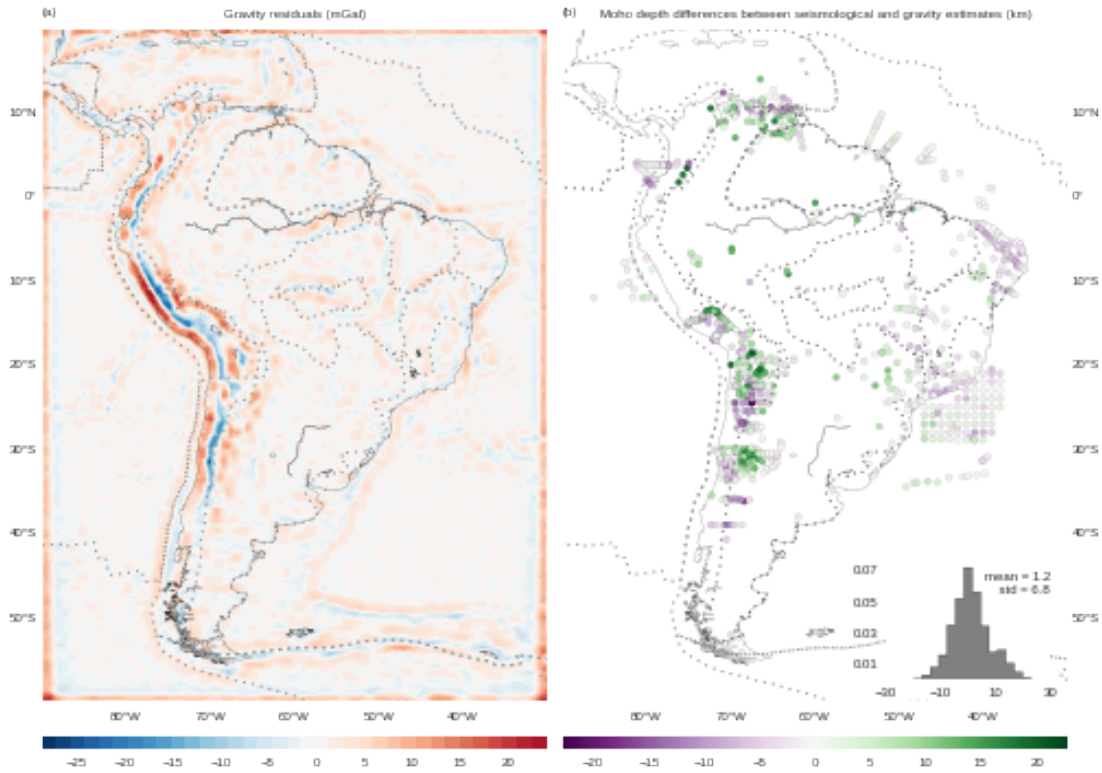 (a)
Gravity residuals (mGal)
10°N
0°
10°S
20°S
30°S
40°S
50°S
80°W 70°W 60°W 50°W 40°W
−25 −20 −15 −10 −5 0 5 10 15 20
(b)
Moho depth differences between seismological and gravity estimates (km)
10°N
0°
10°S
20°S
30°S
40°S
50°S
mean = 1.2
std = 6.8
0.07
0.05
0.03
0.01
−30 −10 10 30
80°W 70°W 60°W 50°W 40°W
−20 −15 −10 −5 0 5 10 15 20